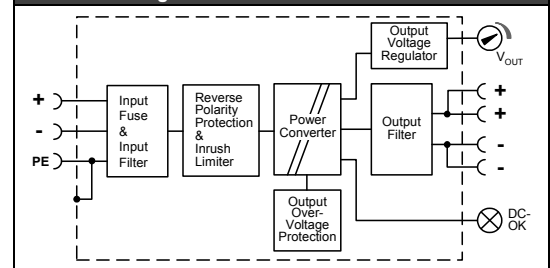 Output
Voltage
Regulator
VOUT
+
-
PE
Input
Fuse
&
Input
Filter
Reverse
Polarity
Protection
&
Inrush
Limiter
Power
Converter
Output
Filter
+
+
-
-
Output
Over-
Voltage
Protection
DC-
OK